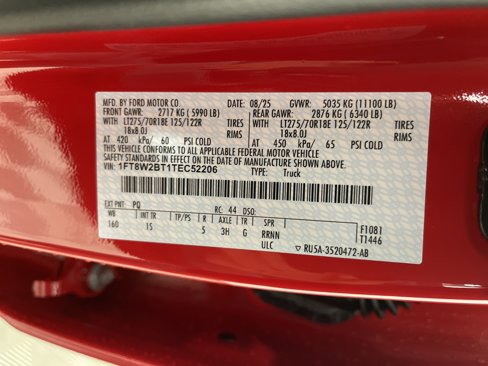 MFD. BY FORD MOTOR CO. DATE: 08/25 GVWR: 5035 KG (11100 LB)
FRONT GAWR: 2717 KG (5990 LB) REAR GAWR: 2876 KG (6340 LB)
WITH LT275/70R18E 125/122R TIRES WITH LT275/70R18E 125/122R TIRES
18x8.0J RIMS 18x8.0J RIMS
AT 420 kPa/ 60 PSI COLD AT 450 kPa/ 65 PSI COLD
THIS VEHICLE CONFORMS TO ALL APPLICABLE FEDERAL MOTOR VEHICLE
SAFETY STANDARDS IN EFFECT ON THE DATE OF MANUFACTURE SHOWN ABOVE.
VIN: 1FT8W2BT1TEC52206 TYPE: Truck
EXT PNT: PQ RC: 44 DSO:
WB INT TR TP/PS R AXLE TR SPR F1081
160 1S 5 3H G RRNN T1446
ULC ▽ RU5A-3520472-AB